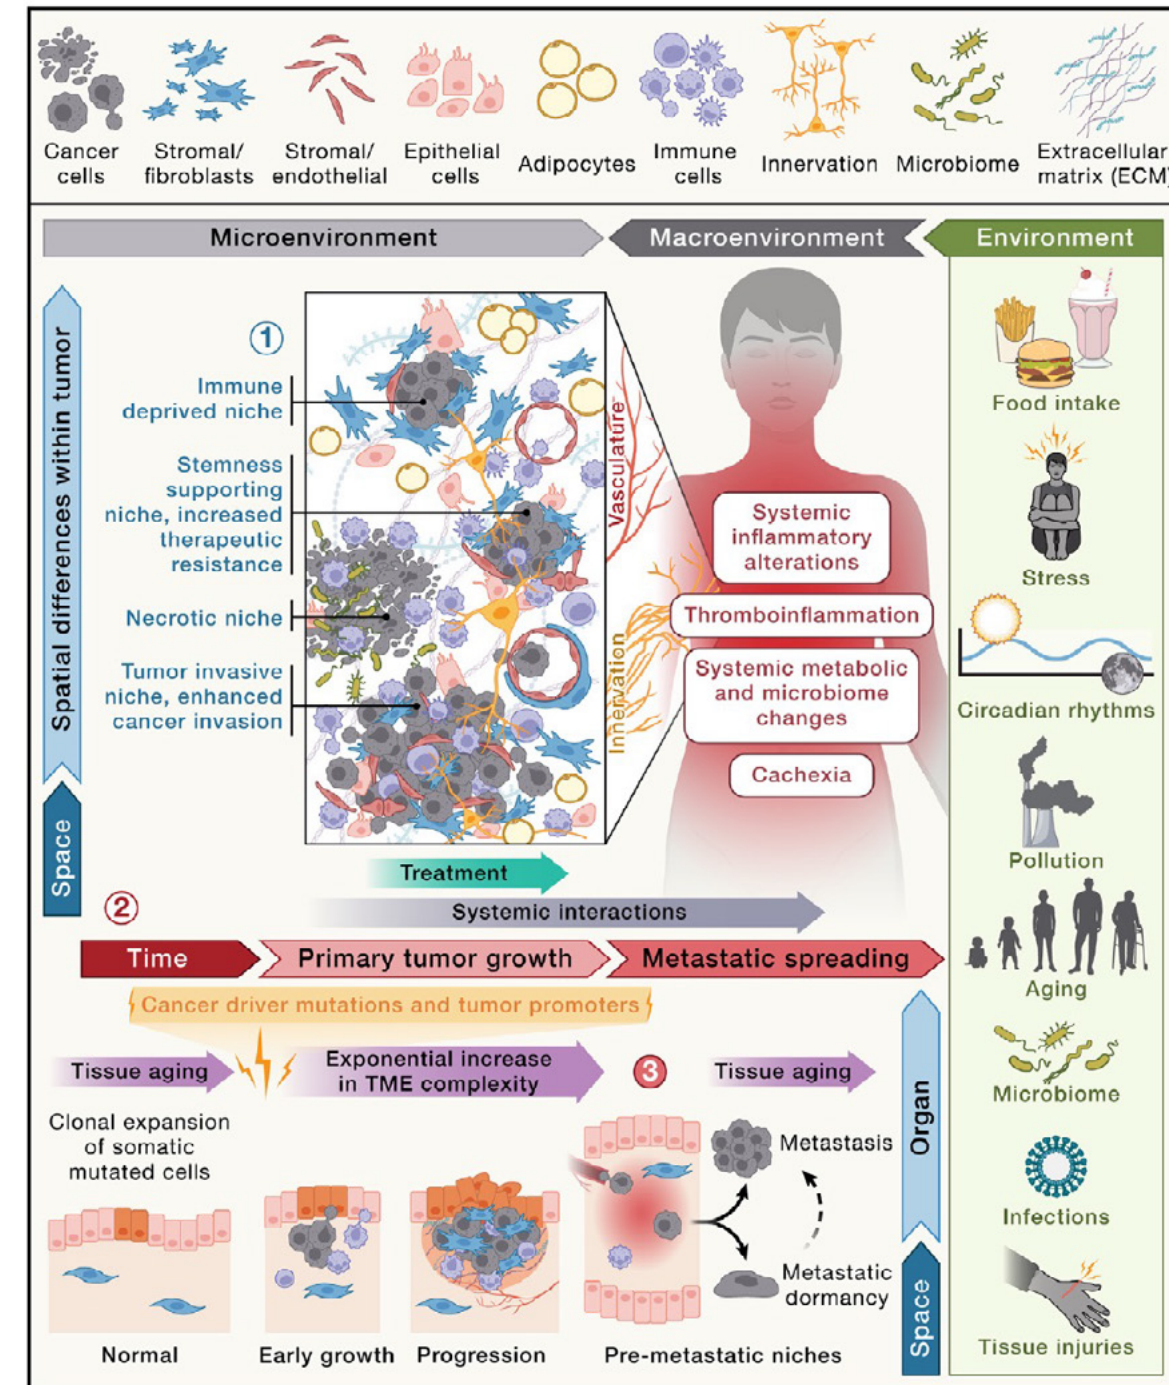 Cancer
cells
Stromal/
fibroblasts
Stromal/
endothelial
Epithelial
cells
Adipocytes
Immune
cells
Innervation
Microbiome
Extracellular
matrix (ECM)
Microenvironment
Macroenvironment
Environment
Spatial differences within tumor
Space
1
Immune
deprived niche
Stemness
supporting
niche, increased
therapeutic
resistance
Necrotic niche
Tumor invasive
niche, enhanced
cancer invasion
Vasculature
Innervation
Systemic
inflammatory
alterations
Thromboinflammation
Systemic metabolic
and microbiome
changes
Cachexia
Food intake
Stress
Circadian rhythms
Pollution
Aging
Microbiome
Infections
Tissue injuries
Treatment
Systemic interactions
2
Time
Primary tumor growth
Metastatic spreading
Cancer driver mutations and tumor promoters
Tissue aging
Exponential increase
in TME complexity
3
Tissue aging
Clonal expansion
of somatic
mutated cells
Metastasis
Metastatic
dormancy
Organ
Space
Normal
Early growth
Progression
Pre-metastatic niches